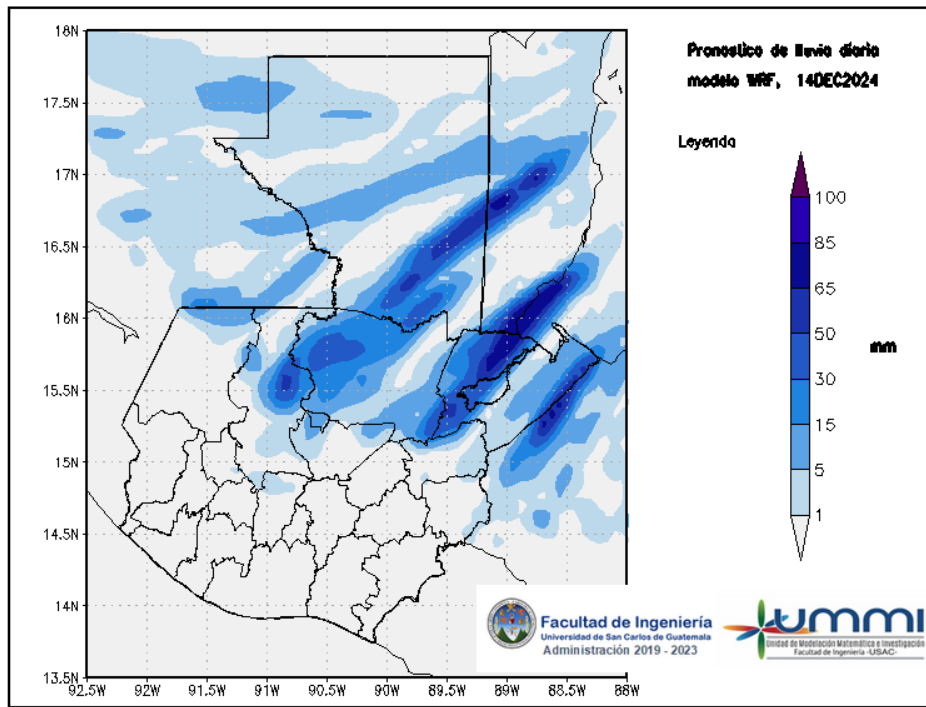 Pronostico de lluvia diaria
modelo WRF, 14DEC2024
Leyenda
100
85
65
50
30
15
5
1
mm
18N
17.5N
17N
16.5N
16N
15.5N
15N
14.5N
14N
13.5N
92.5W
92W
91.5W
91W
90.5W
90W
89.5W
89W
88.5W
88W
Facultad de Ingeniería
Universidad de San Carlos de Guatemala
Administración 2019 - 2023
ummi
Unidad de Modelación Matemática e Investigación
Facultad de Ingeniería -USAC-